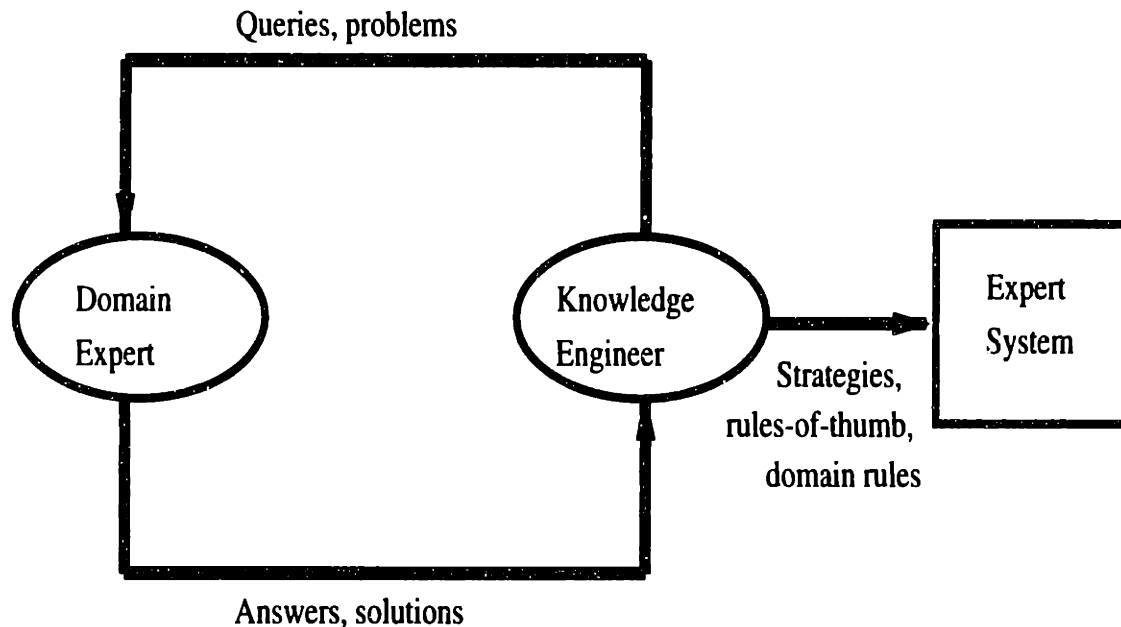 Queries, problems
Domain
Expert
Knowledge
Engineer
Expert
System
Strategies,
rules-of-thumb,
domain rules
Answers, solutions